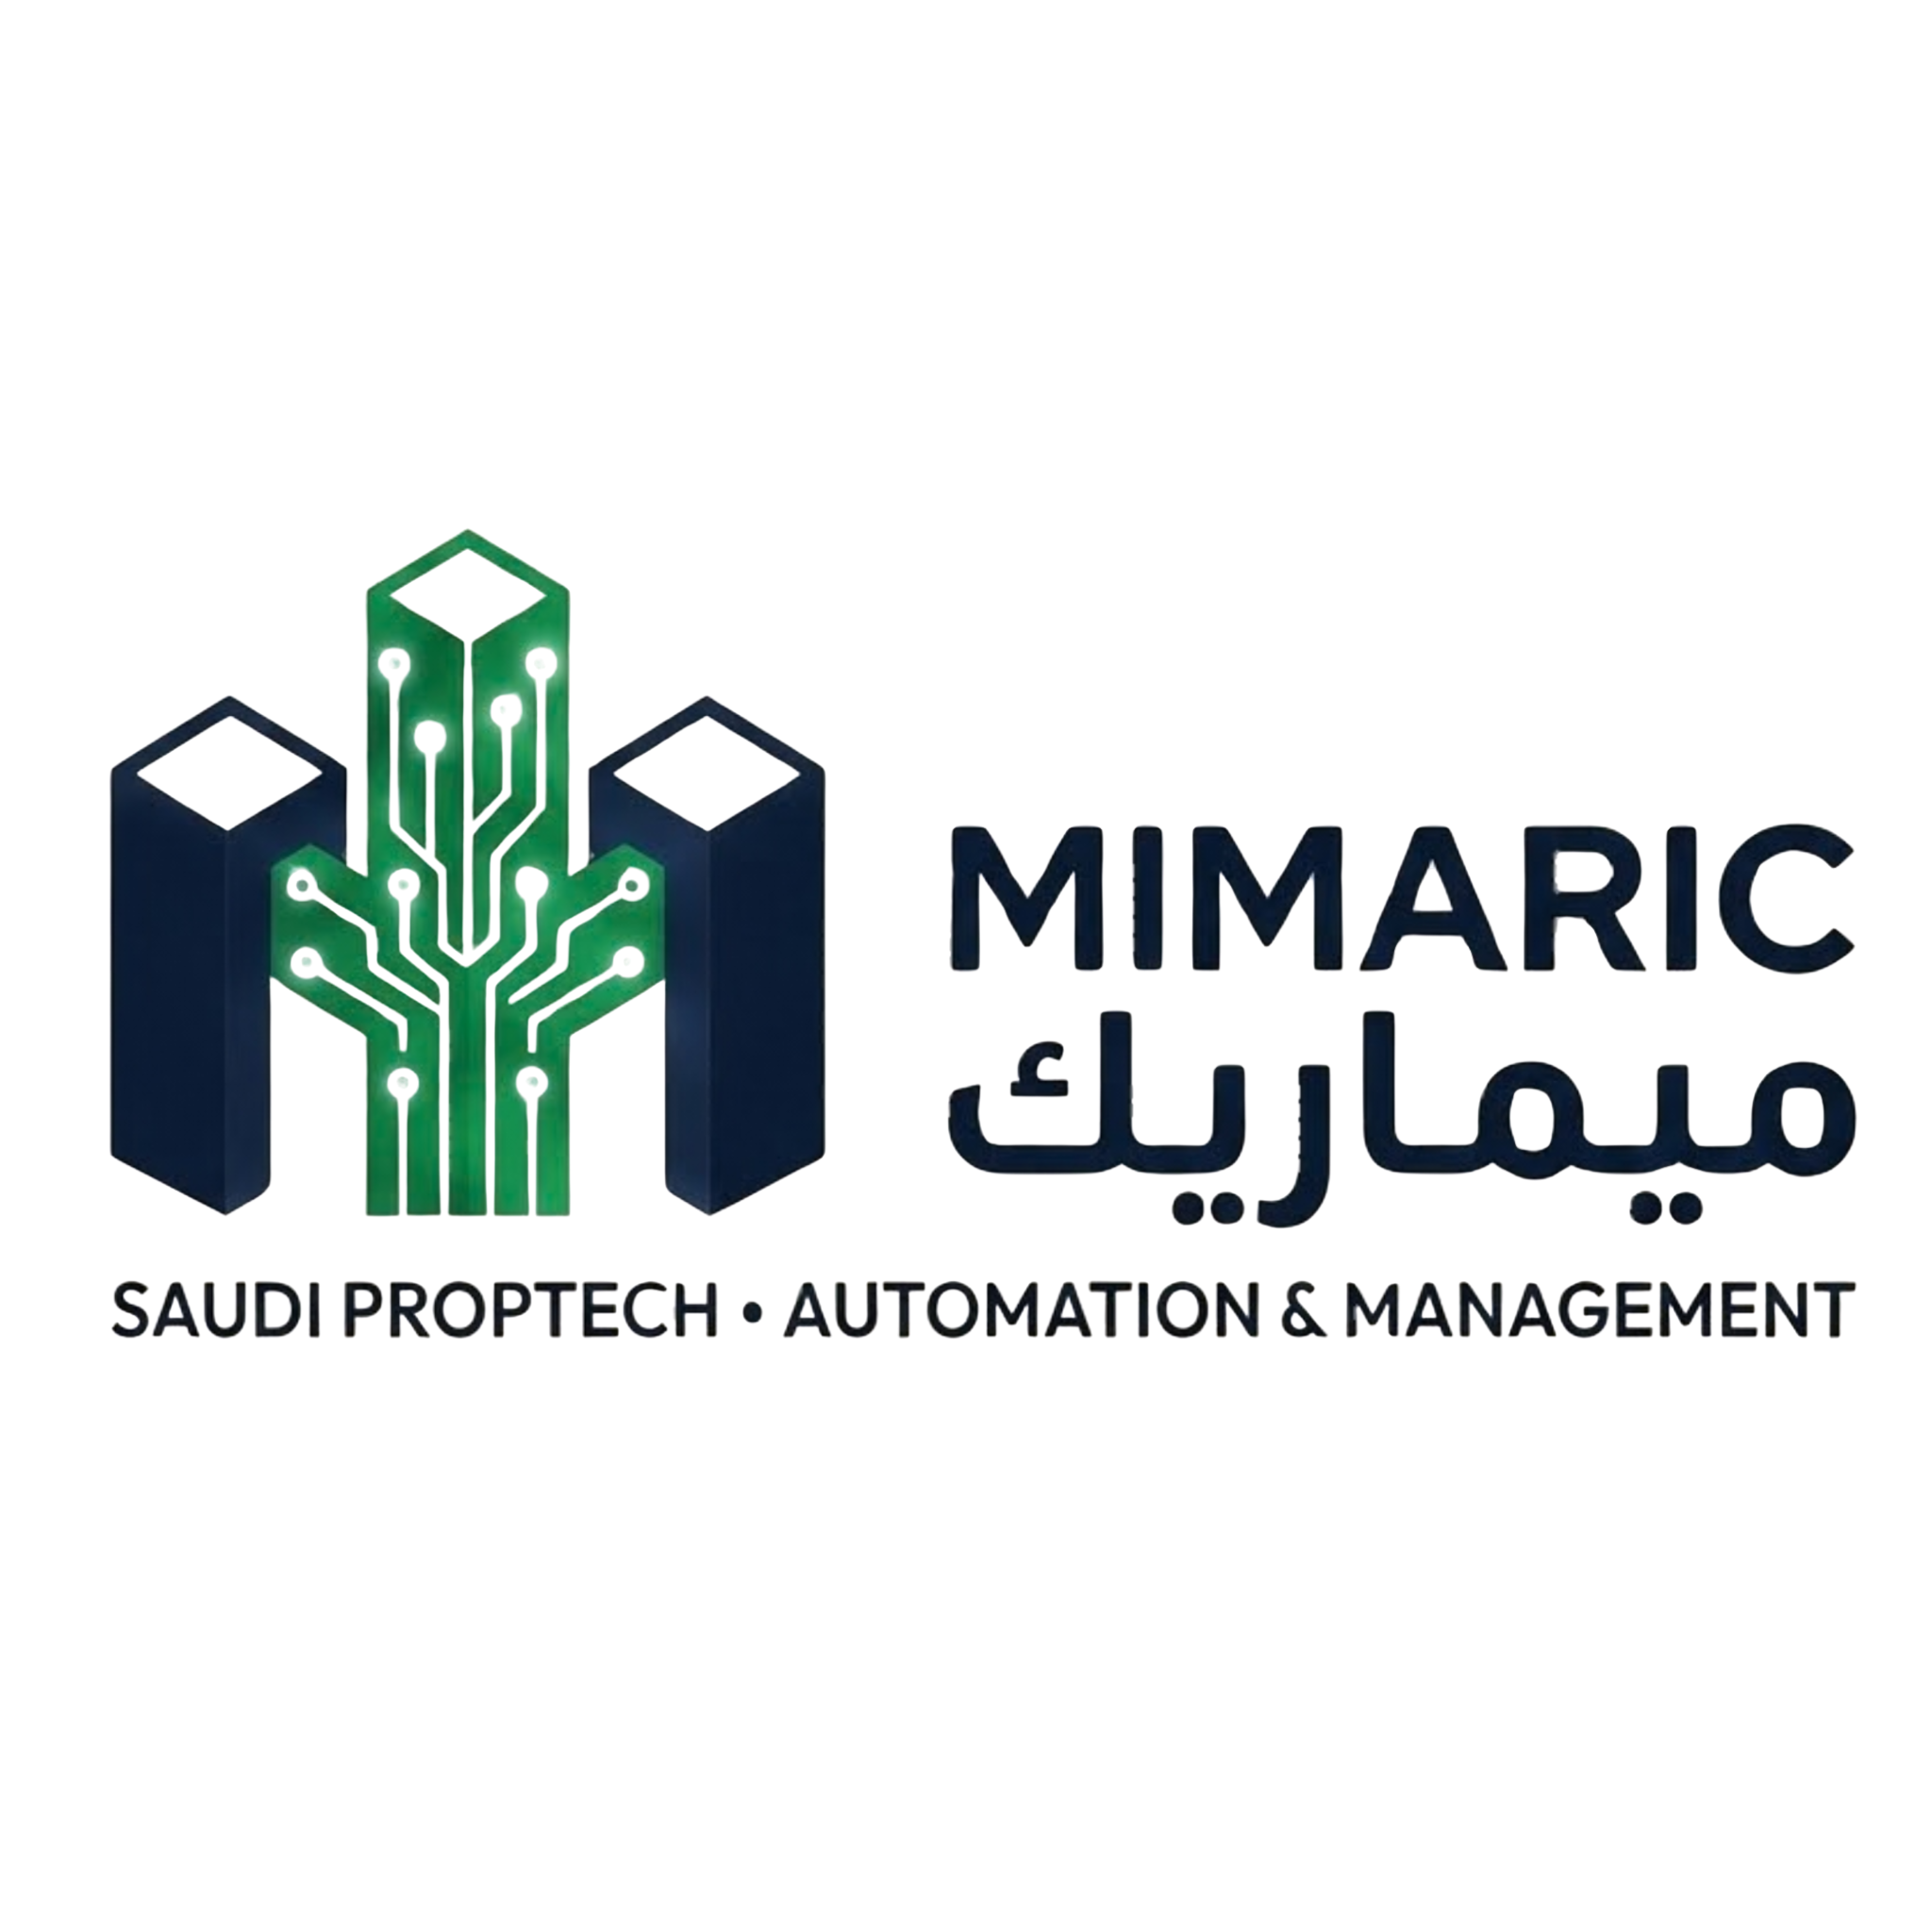 MIMARIC
ميماريك
SAUDI PROPTECH • AUTOMATION & MANAGEMENT